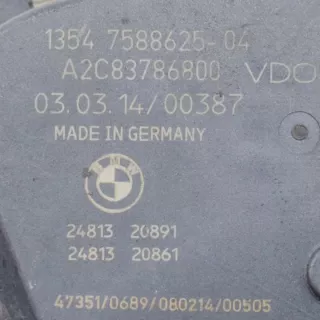 1354 7588625-04
A2C83786800 VDO
03.03.14/00387
MADE IN GERMANY
BMW
24813 20891
24813 20861
47351/0689/080214/00505